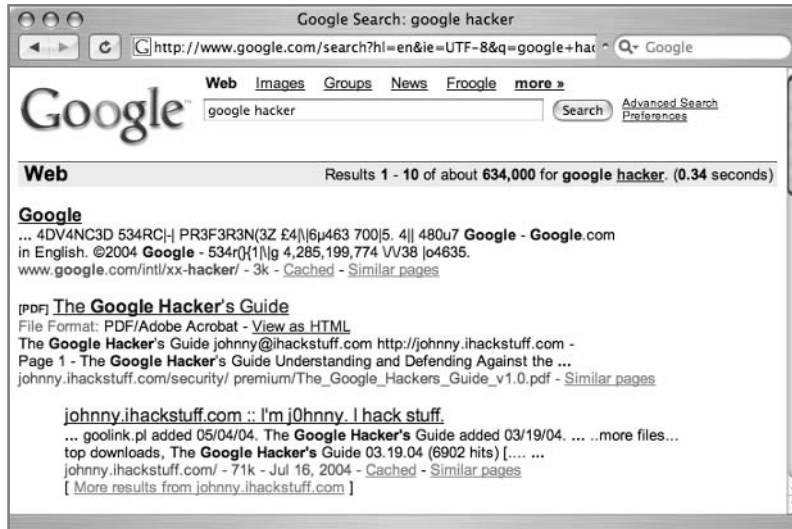 Google Search: google hacker
http://www.google.com/search?hl=en&ie=UTF-8&q=google+hac
Google
Web Images Groups News Froogle more »
Google™
google hacker
Search
Advanced Search
Preferences
Web
Results 1 - 10 of about 634,000 for google hacker. (0.34 seconds)
Google
... 4DV4NC3D 534RC|-| PR3F3R3N(3Z £4|\|6µ463 700|5. 4|| 480u7 Google - Google.com
in English. ©2004 Google - 534r(){1|\|g 4,285,199,774 \/\/38 |o4635.
www.google.com/intl/xx-hacker/ - 3k - Cached - Similar pages
[PDF] The Google Hacker's Guide
File Format: PDF/Adobe Acrobat - View as HTML
The Google Hacker's Guide johnny@ihackstuff.com http://johnny.ihackstuff.com -
Page 1 - The Google Hacker's Guide Understanding and Defending Against the ...
johnny.ihackstuff.com/security/ premium/The_Google_Hackers_Guide_v1.0.pdf - Similar pages
johnny.ihackstuff.com :: I'm j0hnny. I hack stuff.
... goolink.pl added 05/04/04. The Google Hacker's Guide added 03/19/04. ... ..more files...
top downloads, The Google Hacker's Guide 03.19.04 (6902 hits) [.... ...
johnny.ihackstuff.com/ - 71k - Jul 16, 2004 - Cached - Similar pages
[ More results from johnny.ihackstuff.com ]